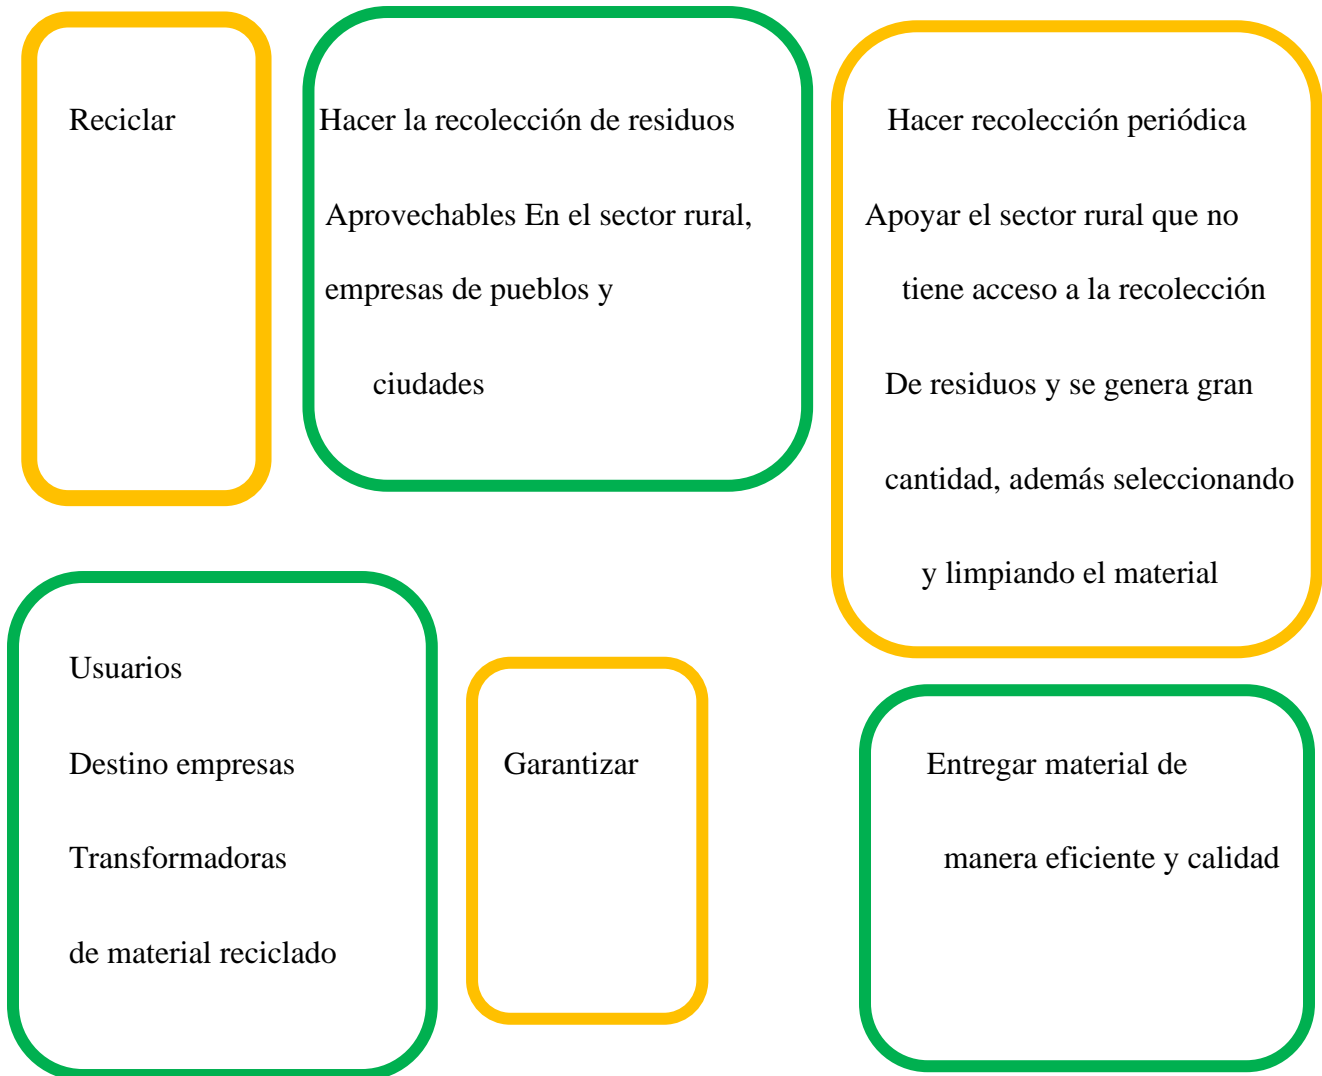 Reciclar
Hacer la recolección de residuos
Aprovechables En el sector rural,
empresas de pueblos y
ciudades
Hacer recolección periódica
Apoyar el sector rural que no
tiene acceso a la recolección
De residuos y se genera gran
cantidad, además seleccionando
y limpiando el material
Usuarios
Destino empresas
Transformadoras
de material reciclado
Garantizar
Entregar material de
manera eficiente y calidad